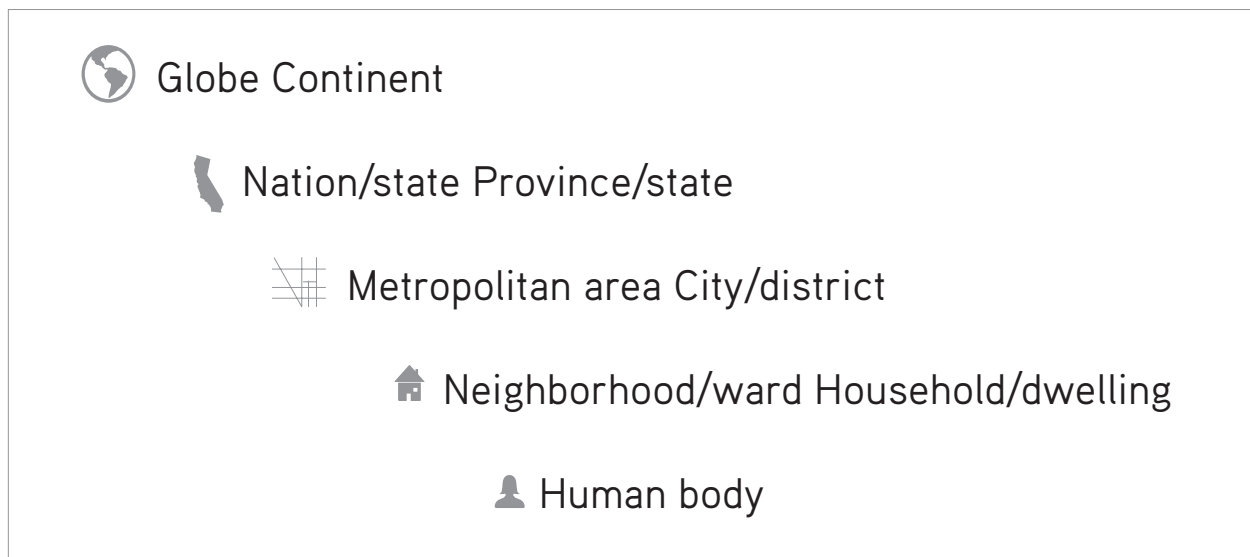 Globe Continent
Nation/state Province/state
Metropolitan area City/district
Neighborhood/ward Household/dwelling
Human body